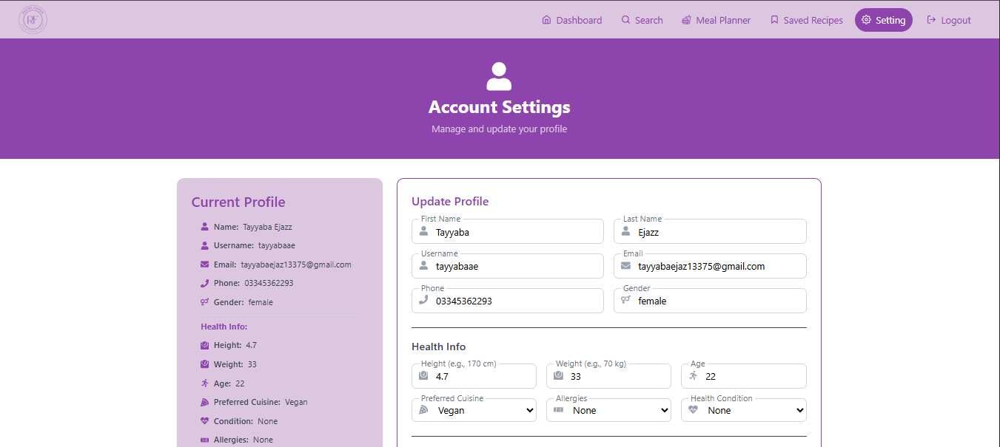 RF
Dashboard Search Meal Planner Saved Recipes Setting Logout
Account Settings
Manage and update your profile
Current Profile
Name: Tayyaba Ejazz
Username: tayyabaae
Email: tayyabaejaz13375@gmail.com
Phone: 03345362293
Gender: female
Health Info:
Height: 4.7
Weight: 33
Age: 22
Preferred Cuisine: Vegan
Condition: None
Allergies: None
Update Profile
First Name Last Name
Tayyaba Ejazz
Username Email
tayyabaae tayyabaejaz13375@gmail.com
Phone Gender
03345362293 female
Health Info
Height (e.g., 170 cm) Weight (e.g., 70 kg) Age
4.7 33 22
Preferred Cuisine Allergies Health Condition
Vegan None None